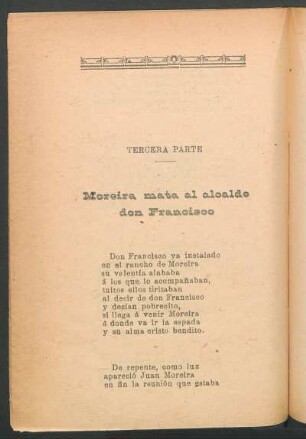 TERCERA PARTE
Moreira mata al alcalde
don Francisco
Don Francisco ya instalado
en el rancho de Moreira
su valentía alababa
á los que lo acompañaban,
tuitos ellos tiritaban
al decir de don Francisco
y decían pobrecito,
si llega á venir Moreira
á donde va ir la espada
y su alma cristo bendito.
De repente, como luz
apareció Juan Moreira
en fin la reunión que estaba